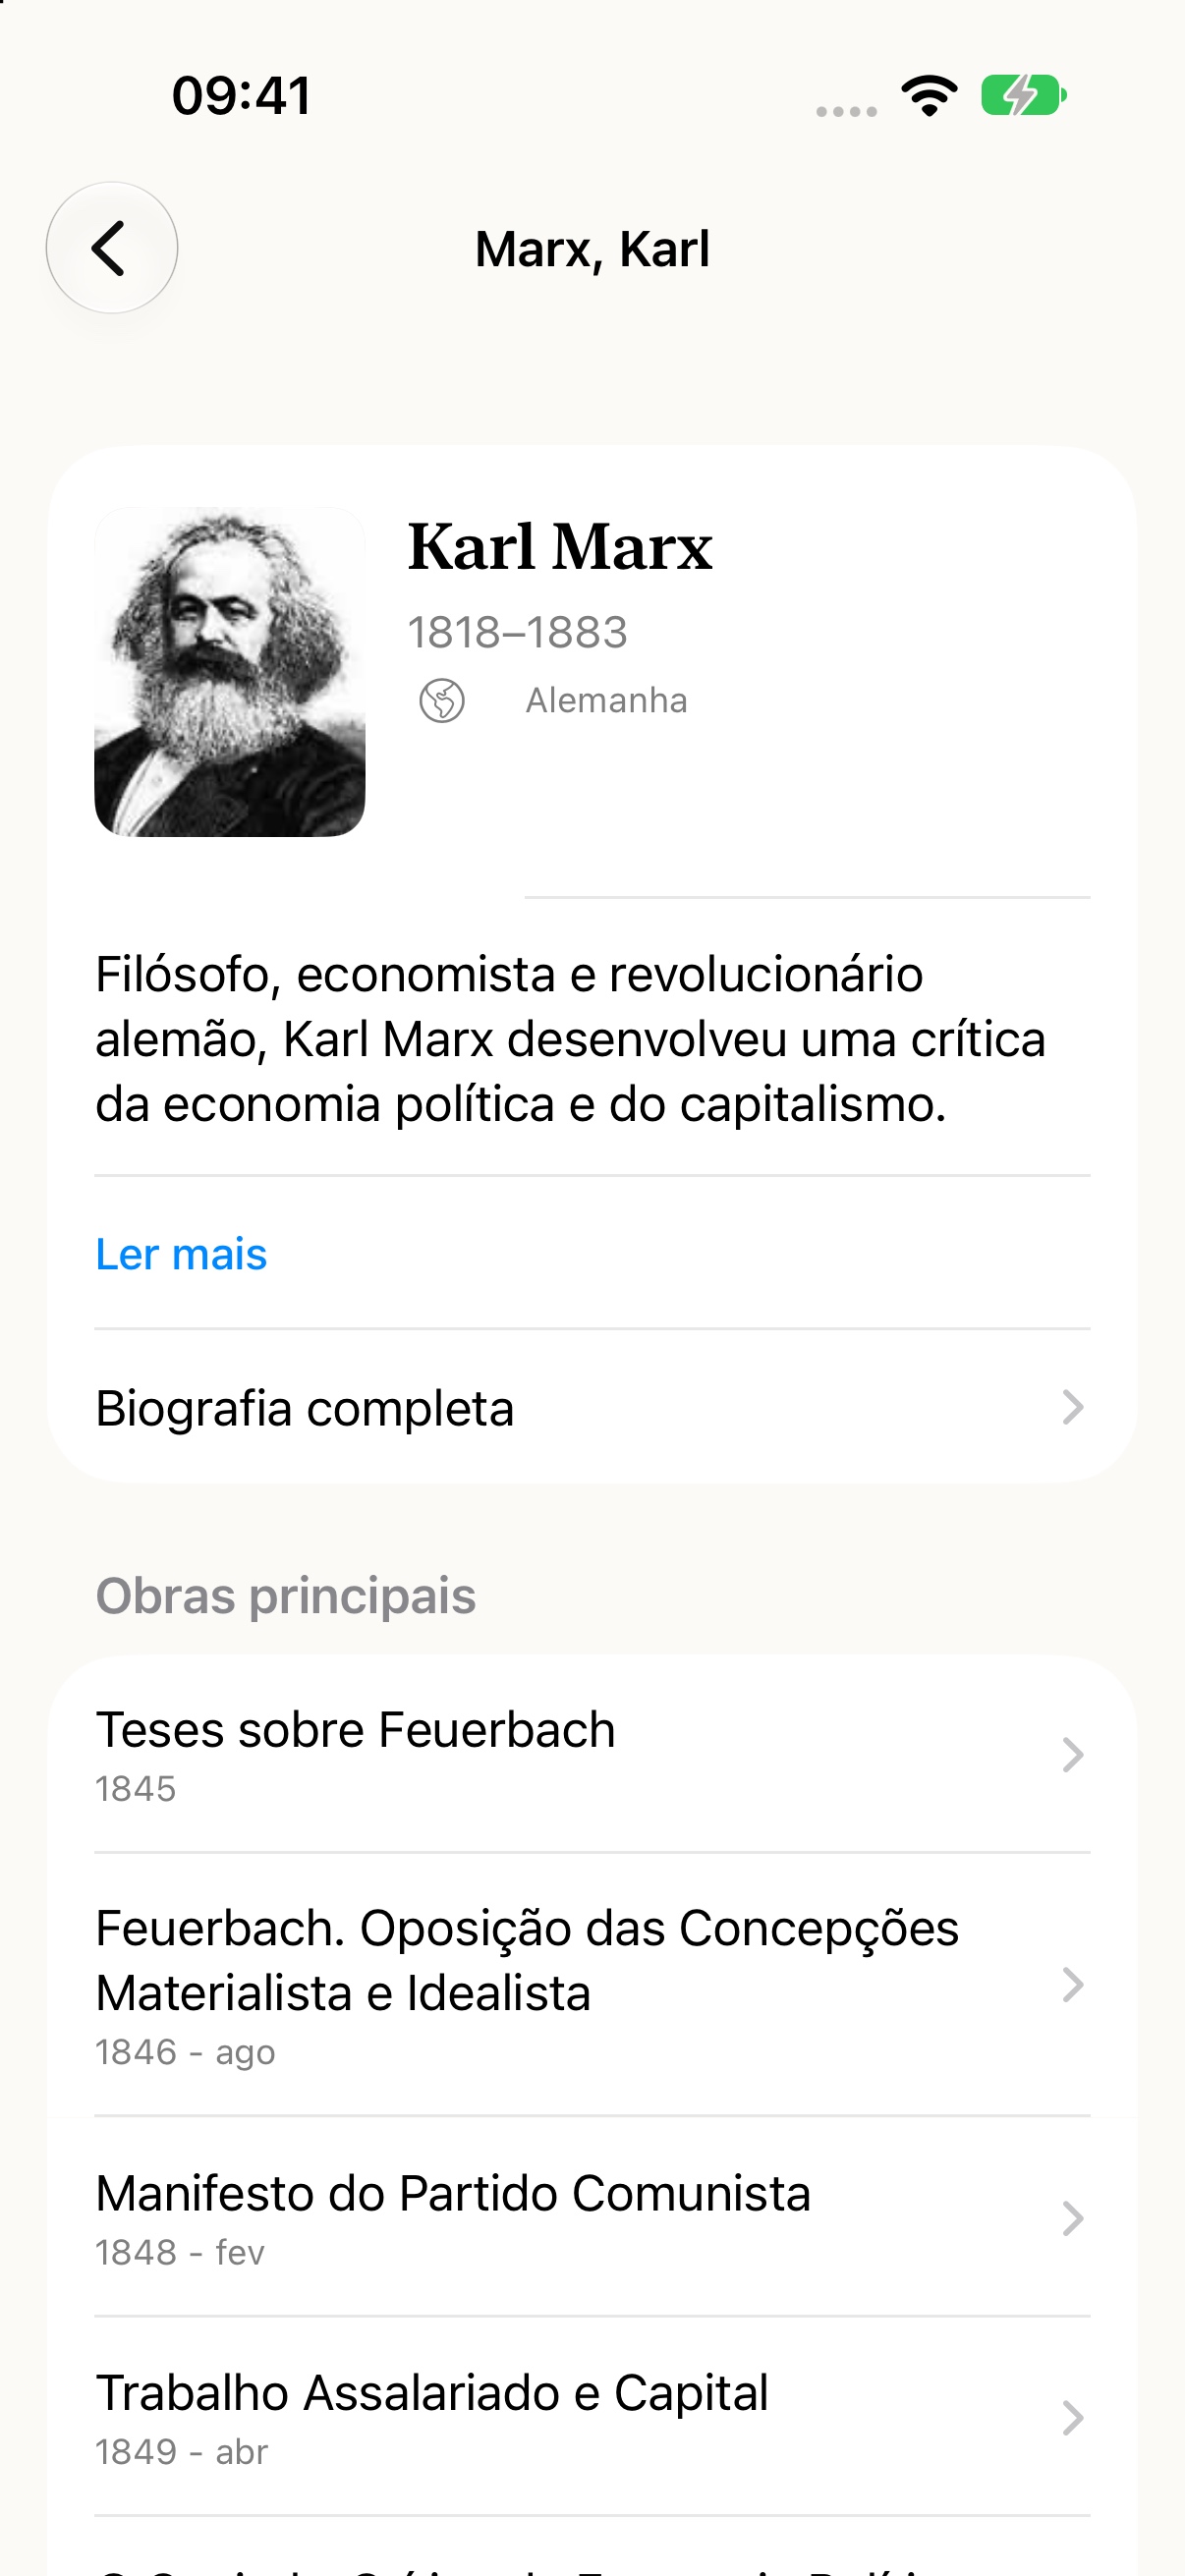 09:41
Marx, Karl
Karl Marx
1818–1883
Alemanha
Filósofo, economista e revolucionário
alemão, Karl Marx desenvolveu uma crítica
da economia política e do capitalismo.
Ler mais
Biografia completa
Obras principais
Teses sobre Feuerbach
1845
Feuerbach. Oposição das Concepções
Materialista e Idealista
1846 - ago
Manifesto do Partido Comunista
1848 - fev
Trabalho Assalariado e Capital
1849 - abr